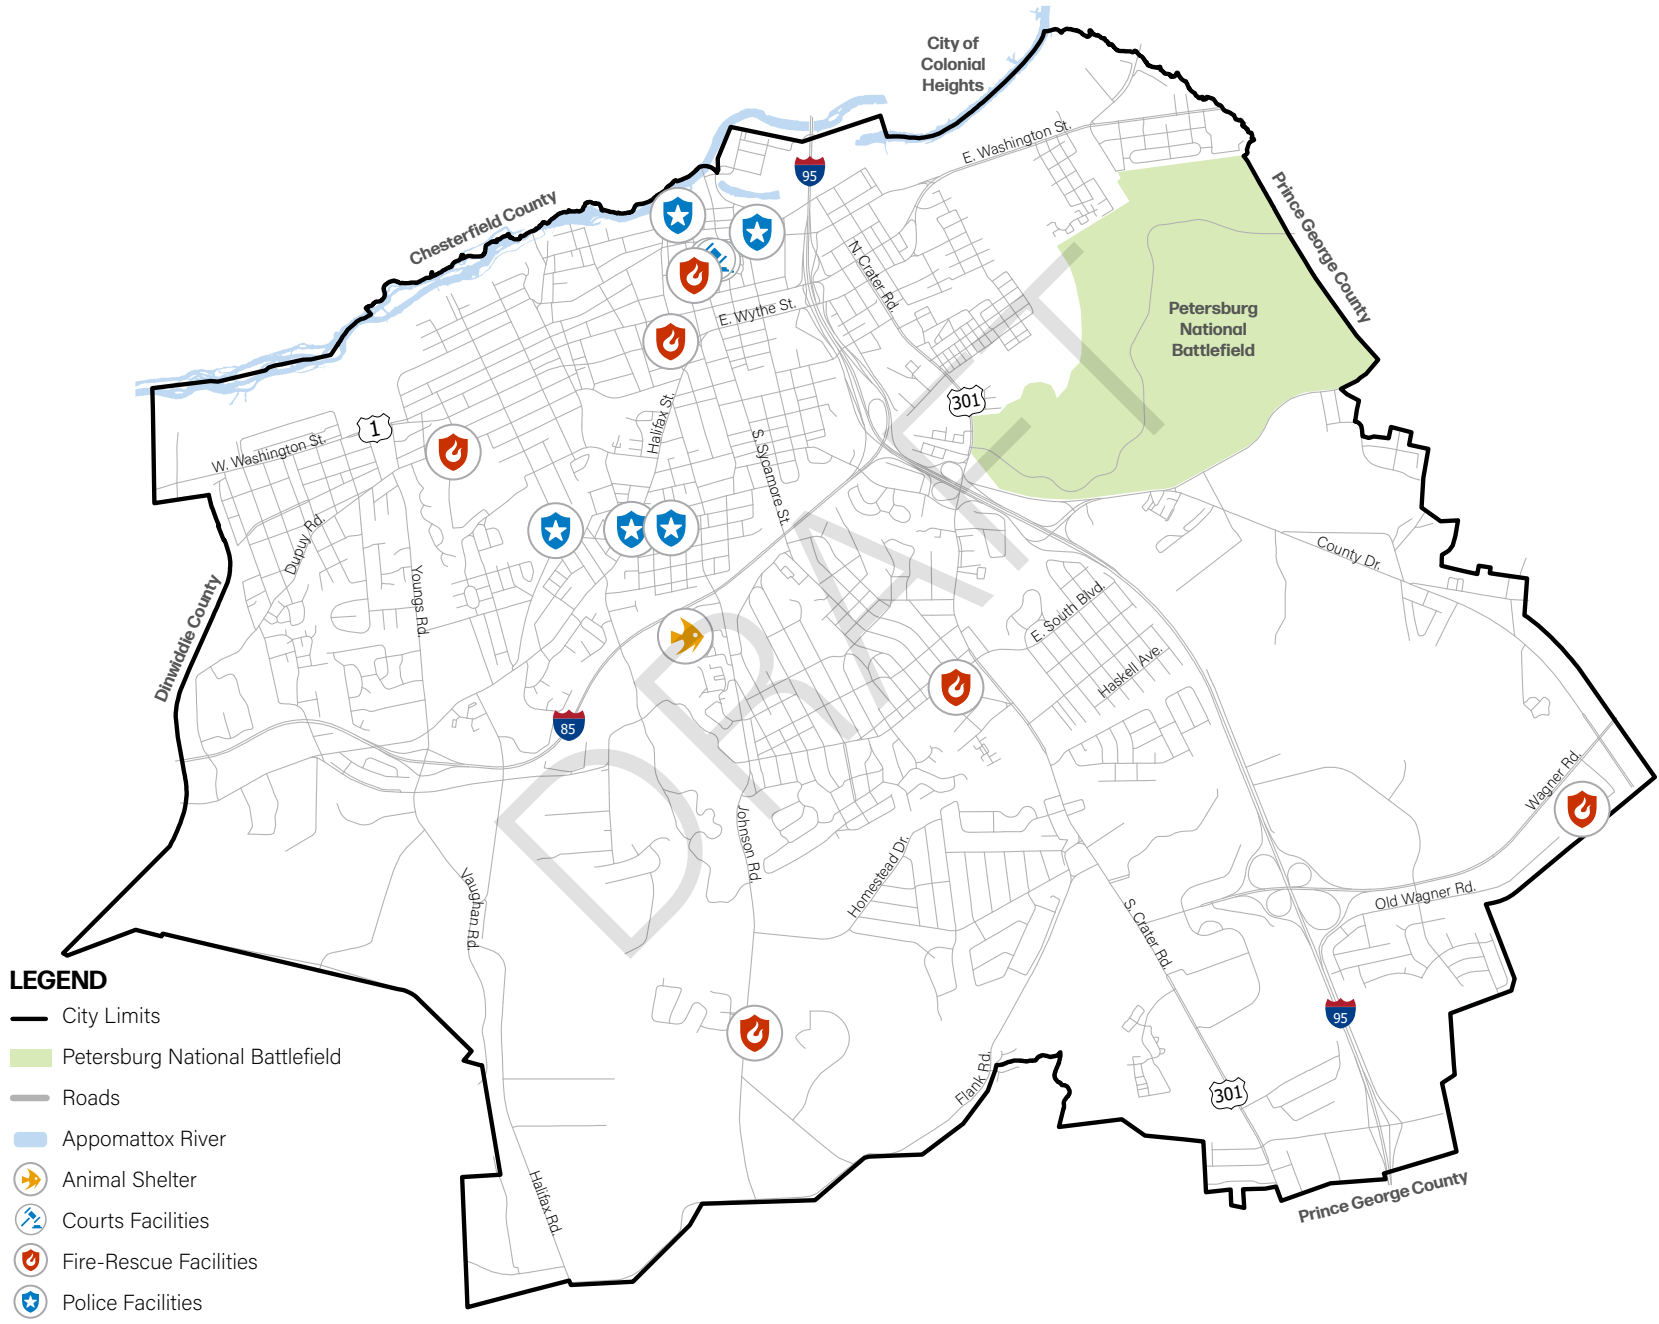 City of
Colonial
Heights
E. Washington St.
95
Chesterfield County
Prince George County
N. Crater Rd.
E. Wythe St.
Petersburg
National
Battlefield
301
1
Halifax St.
W. Washington St.
S. Sycamore St.
Dupuy Rd.
County Dr.
Youngs Rd.
E. South Blvd.
Dinwiddie County
Haskell Ave.
85
DRAFT
Wagner Rd.
Johnson Rd.
Homestead Dr.
Vaughan Rd.
Old Wagner Rd.
S. Crater Rd.
95
Flank Rd.
301
Halifax Rd.
Prince George County
LEGEND
City Limits
Petersburg National Battlefield
Roads
Appomattox River
Animal Shelter
Courts Facilities
Fire-Rescue Facilities
Police Facilities